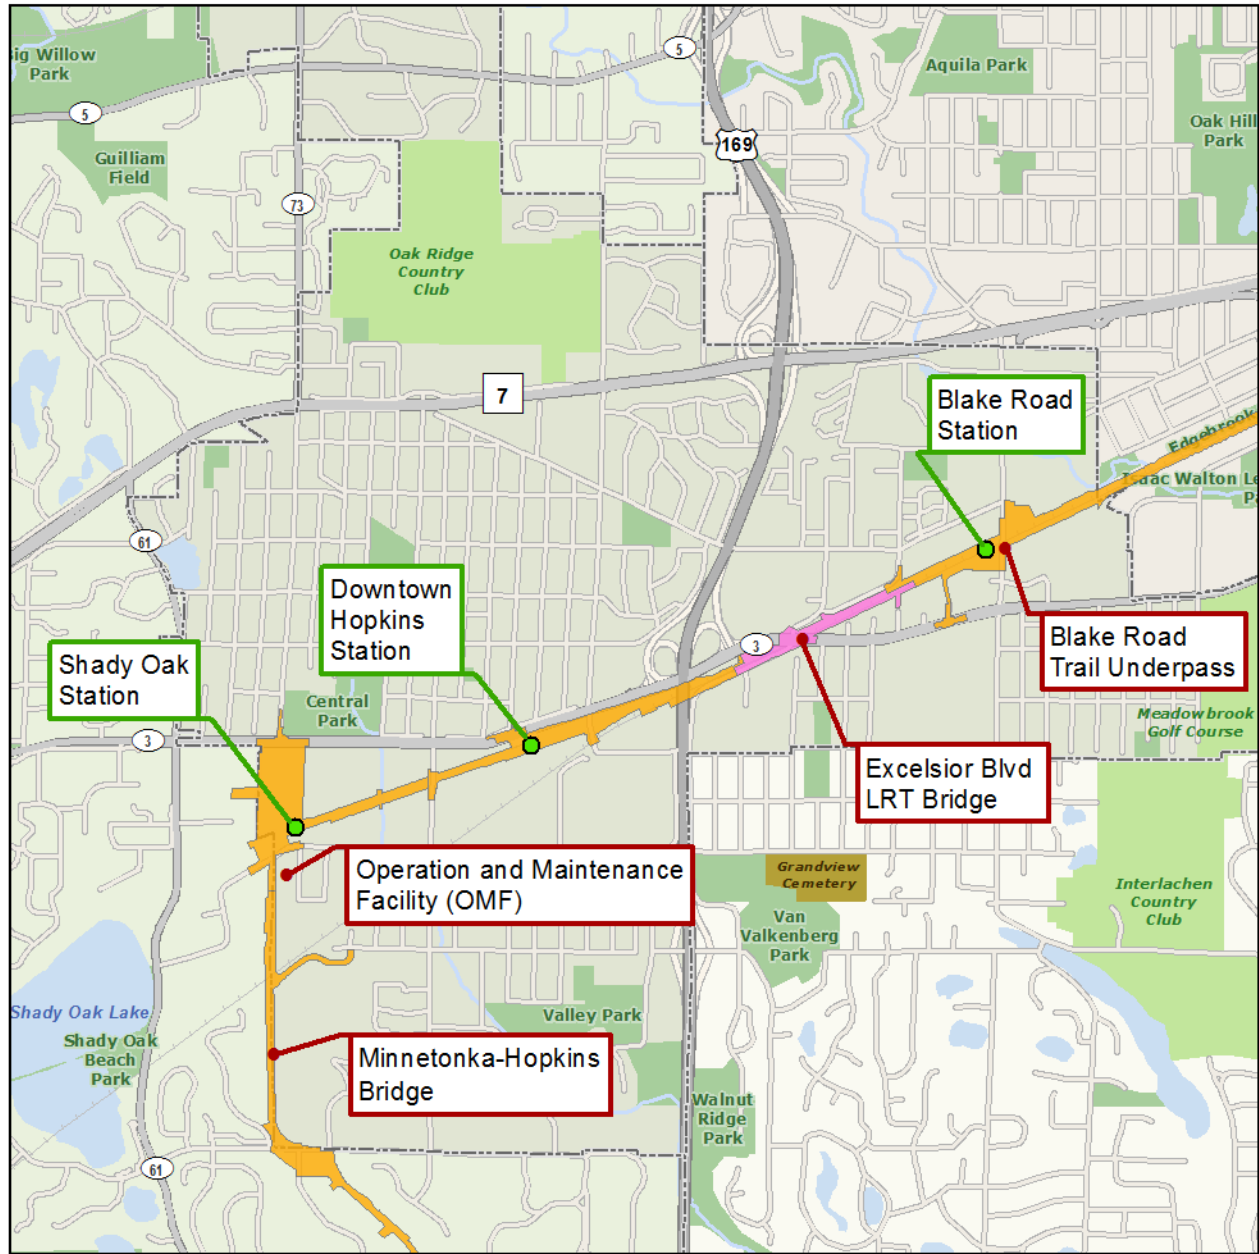 Big Willow
Park
5
5
Aquila Park
Oak Hill
Park
169
Guilliam
Field
73
Oak Ridge
Country
Club
7
Blake Road
Station
Edgebrook
Isaac Walton Le
Pa
61
Downtown
Hopkins
Station
Shady Oak
Station
3
Blake Road
Trail Underpass
Central
Park
Meadowbrook
Golf Course
3
Excelsior Blvd
LRT Bridge
Operation and Maintenance
Facility (OMF)
Grandview
Cemetery
Interlachen
Country
Club
Van
Valkenberg
Park
Shady Oak Lake
Shady Oak
Beach
Park
Valley Park
Minnetonka-Hopkins
Bridge
Walnut
Ridge
Park
61